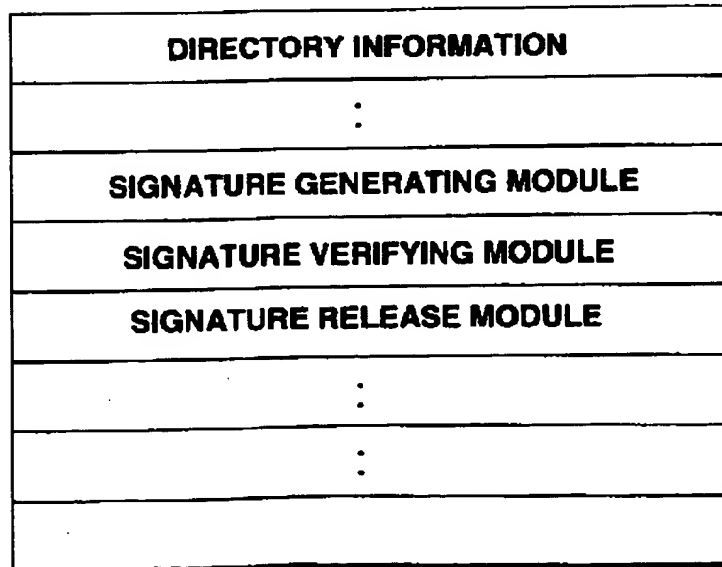 DIRECTORY INFORMATION
:
SIGNATURE GENERATING MODULE
SIGNATURE VERIFYING MODULE
SIGNATURE RELEASE MODULE
:
: